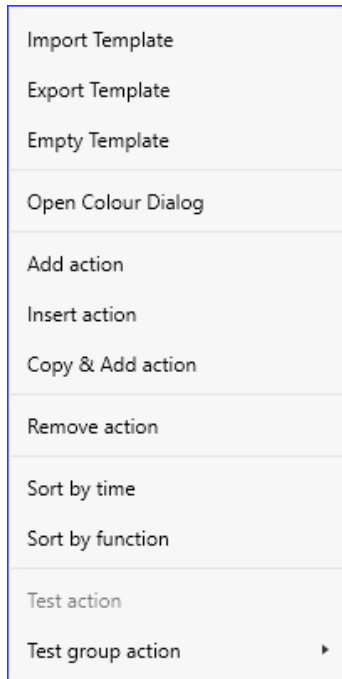 Import Template
Export Template
Empty Template
Open Colour Dialog
Add action
Insert action
Copy & Add action
Remove action
Sort by time
Sort by function
Test action
Test group action